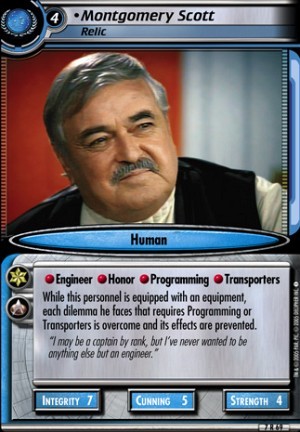 4
•Montgomery Scott
Relic
Human
Engineer Honor Programming Transporters
While this personnel is equipped with an equipment,
each dilemma he faces that requires Programming or
Transporters is overcome and its effects are prevented.
"I may be a captain by rank, but I've never wanted to be
anything else but an engineer."
Integrity 7 Cunning 5 Strength 4
7 R 69